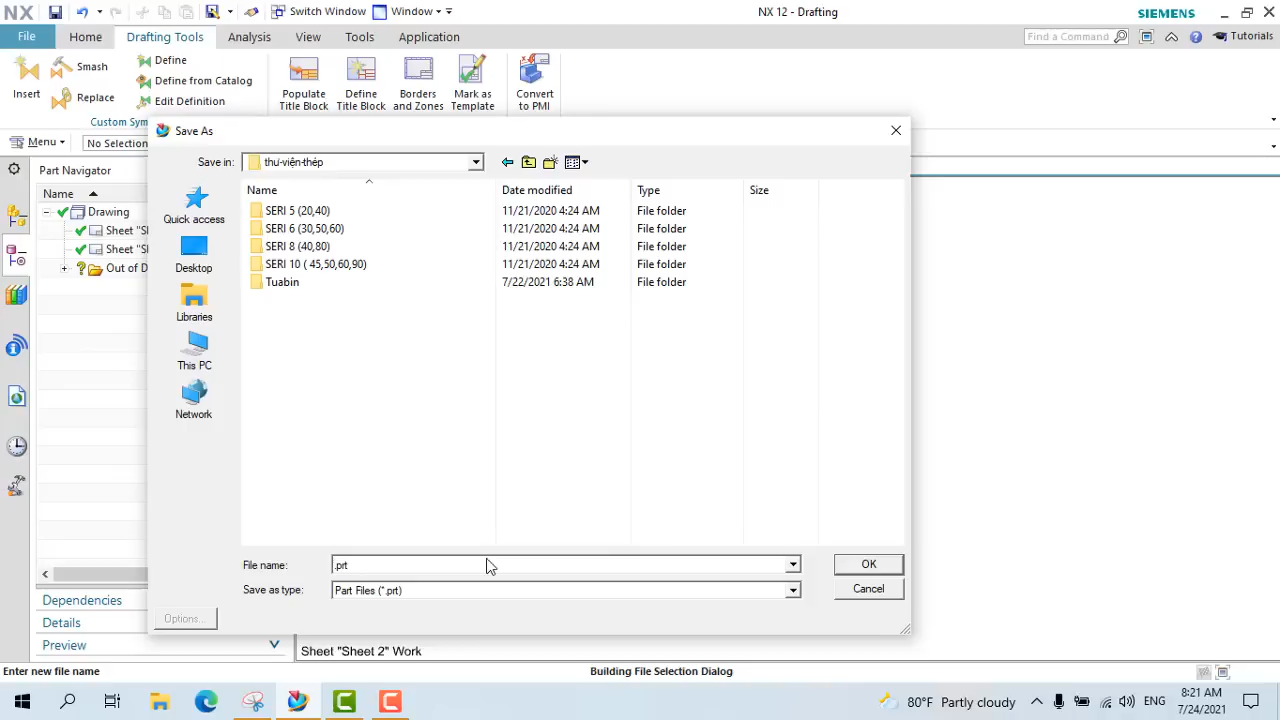 NX
Switch Window
Window
NX 12 - Drafting
SIEMENS
File
Home
Drafting Tools
Analysis
View
Tools
Application
Find a Command
Tutorials
Insert
Smash
Replace
Define
Define from Catalog
Edit Definition
Populate
Title Block
Define
Title Block
Borders
and Zones
Mark as
Template
Convert
to PMI
Custom Sym
Menu
No Selection
Part Navigator
Name
Drawing
Sheet "S
Sheet "S
Out of D
Dependencies
Details
Preview
Save As
Save in:
thư-viện-thép
Quick access
Desktop
Libraries
This PC
Network
Name
Date modified
Type
Size
SERI 5 (20,40)
11/21/2020 4:24 AM
File folder
SERI 6 (30,50,60)
11/21/2020 4:24 AM
File folder
SERI 8 (40,80)
11/21/2020 4:24 AM
File folder
SERI 10 ( 45,50,60,90)
11/21/2020 4:24 AM
File folder
Tuabin
7/22/2021 6:38 AM
File folder
File name:
.prt
OK
Save as type:
Part Files (*.prt)
Cancel
Options...
Sheet "Sheet 2" Work
Enter new file name
Building File Selection Dialog
80°F Partly cloudy
ENG
8:21 AM
7/24/2021